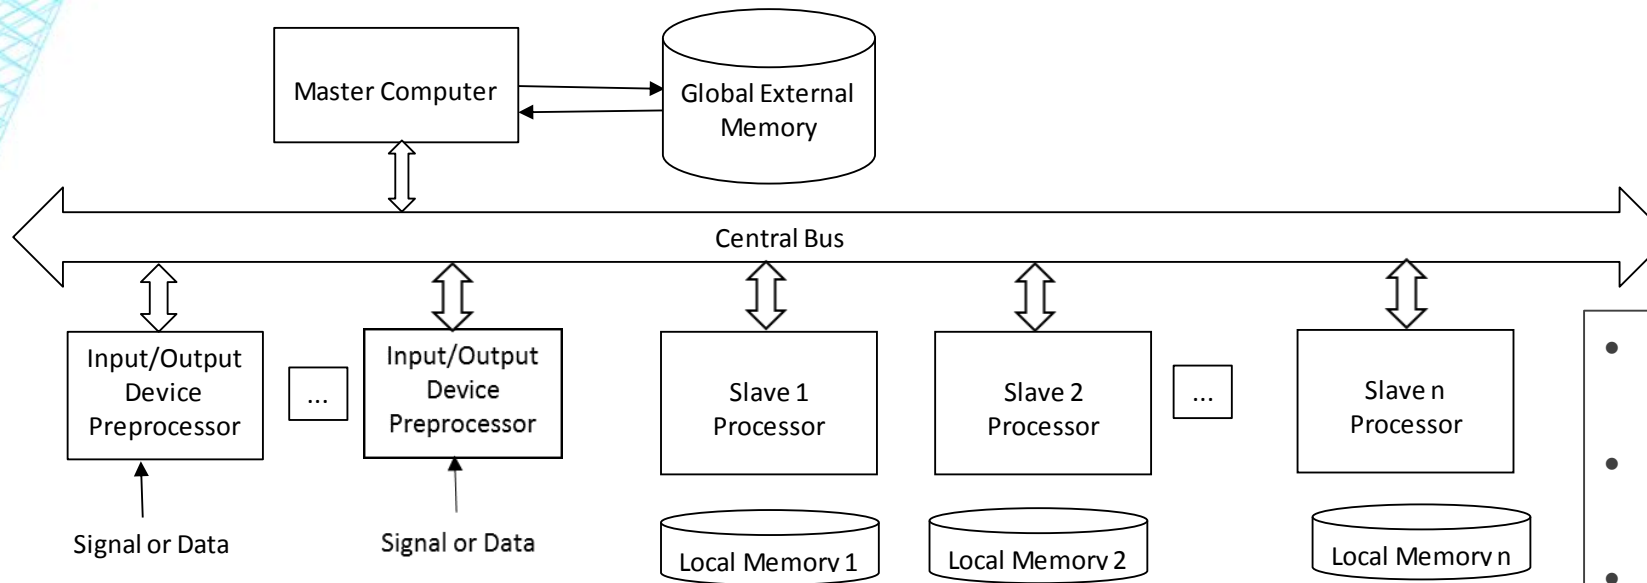 Master Computer
Global External
Memory
Central Bus
Input/Output
Device
Preprocessor
...
Input/Output
Device
Preprocessor
Slave 1
Processor
Slave 2
Processor
...
Slave n
Processor
Signal or Data
Signal or Data
Local Memory 1
Local Memory 2
Local Memory n